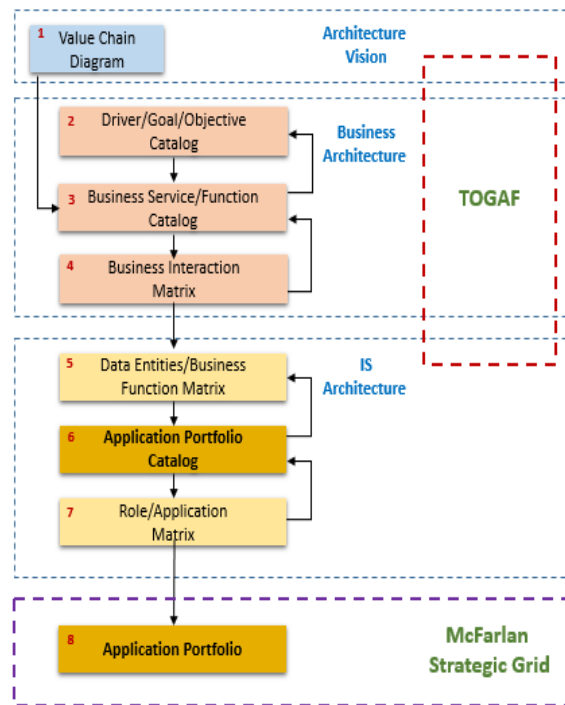 1 Value Chain
Diagram
Architecture
Vision
2 Driver/Goal/Objective
Catalog
Business
Architecture
3 Business Service/Function
Catalog
4 Business Interaction
Matrix
TOGAF
5 Data Entities/Business
Function Matrix
IS
Architecture
6 Application Portfolio
Catalog
7 Role/Application
Matrix
8 Application Portfolio
McFarlan
Strategic Grid